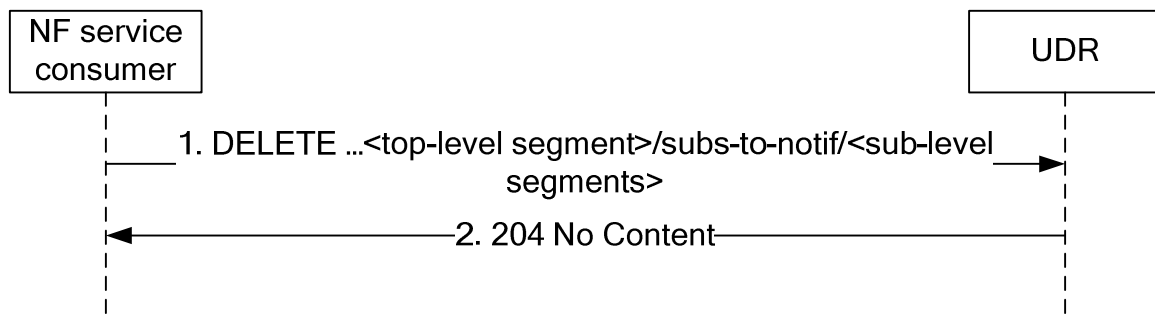 NF service
consumer
UDR
1. DELETE ...<top-level segment>/subs-to-notif/<sub-level
segments>
2. 204 No Content